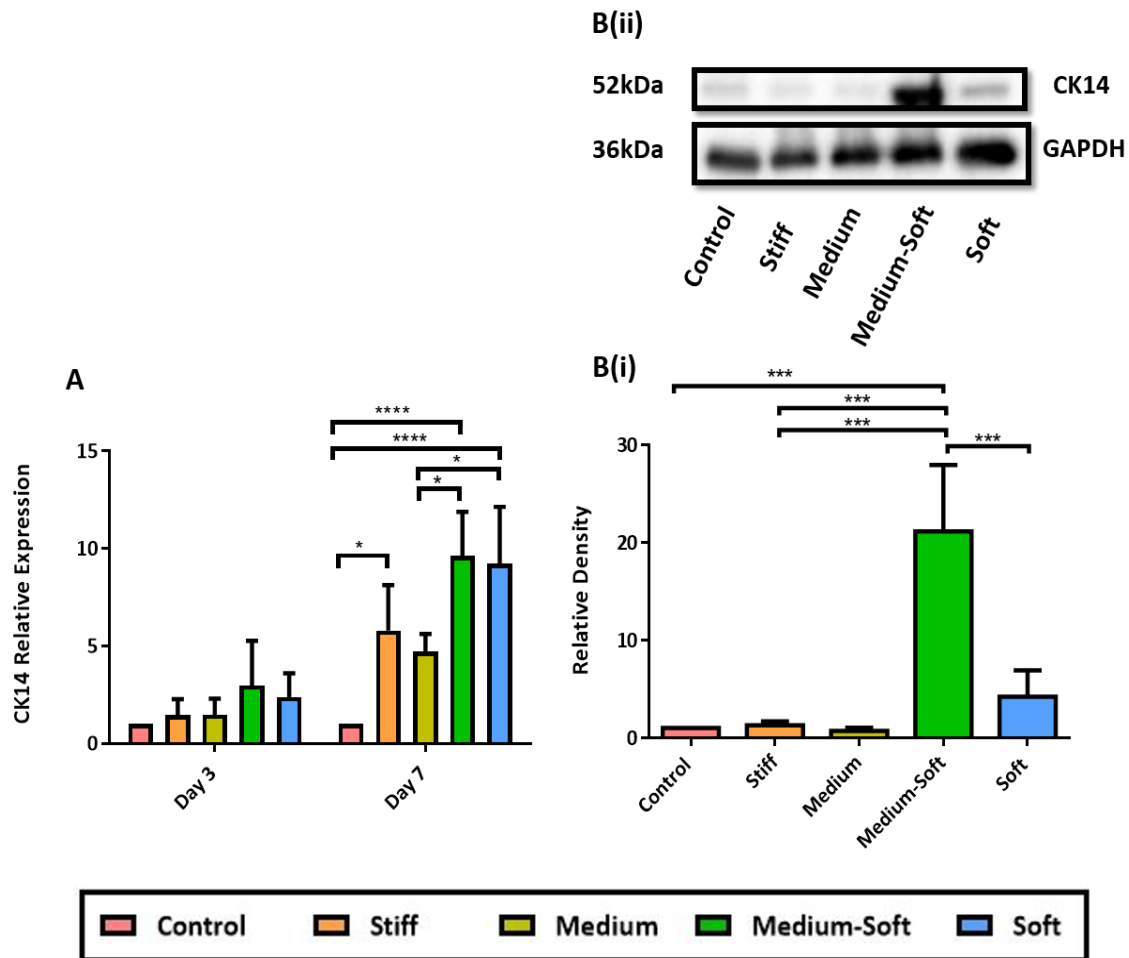 B(ii)
52kDa
CK14
36kDa
GAPDH
Control
Stiff
Medium
Medium-Soft
Soft
A
****
****
*
*
*
15
10
5
0
CK14 Relative Expression
Day 3
Day 7
B(i)
***
***
***
***
30
20
10
0
Relative Density
Control
Stiff
Medium
Medium-Soft
Soft
Control Stiff Medium Medium-Soft Soft